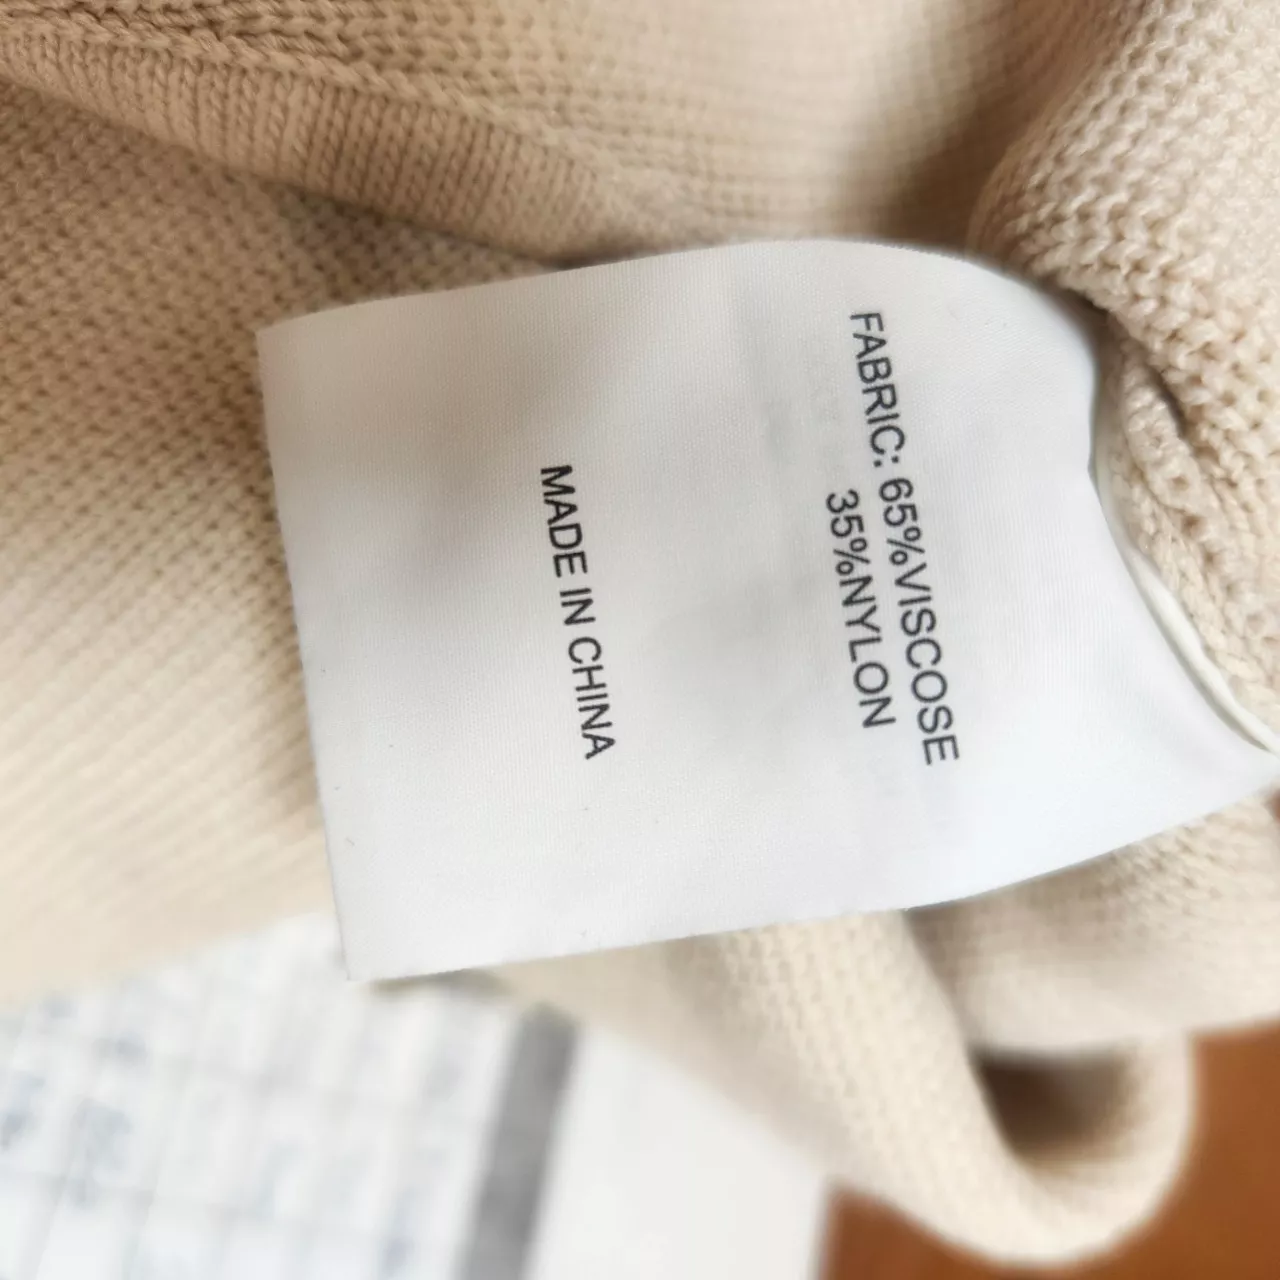 FABRIC: 65%VISCOSE
35%NYLON
MADE IN CHINA